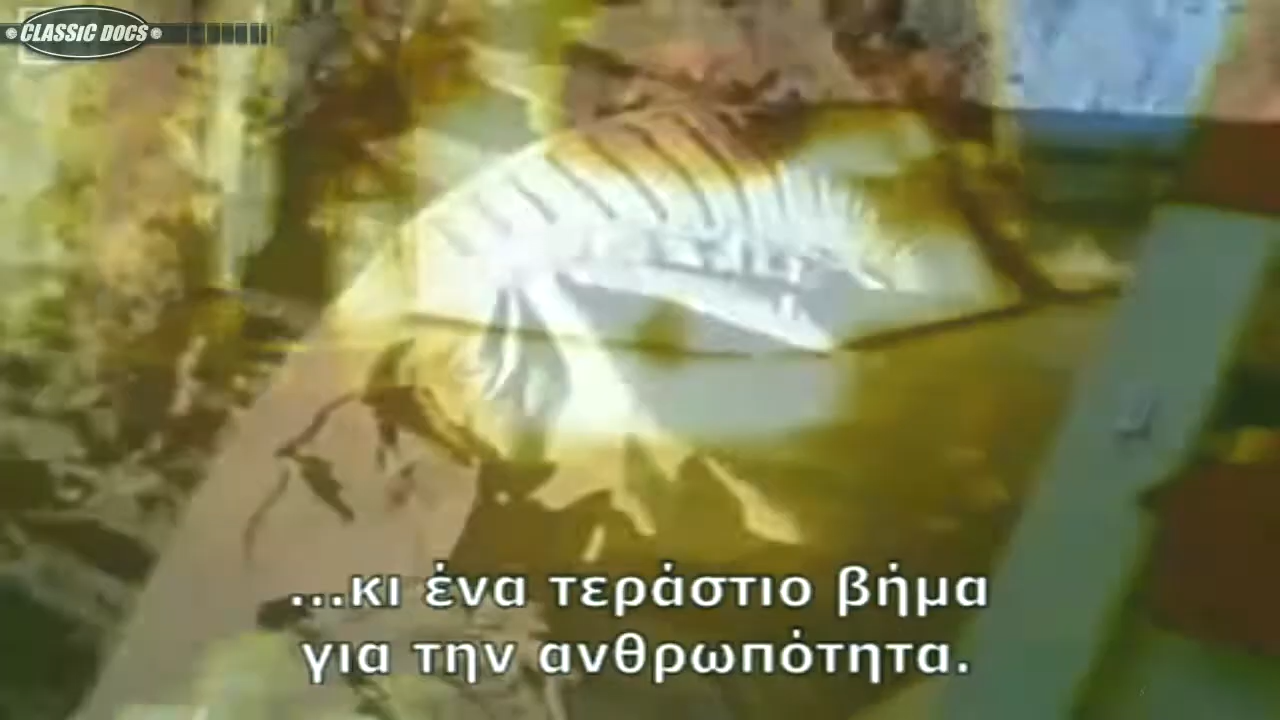 CLASSIC DOCS
...κι ένα τεράστιο βήμα
για την ανθρωπότητα.